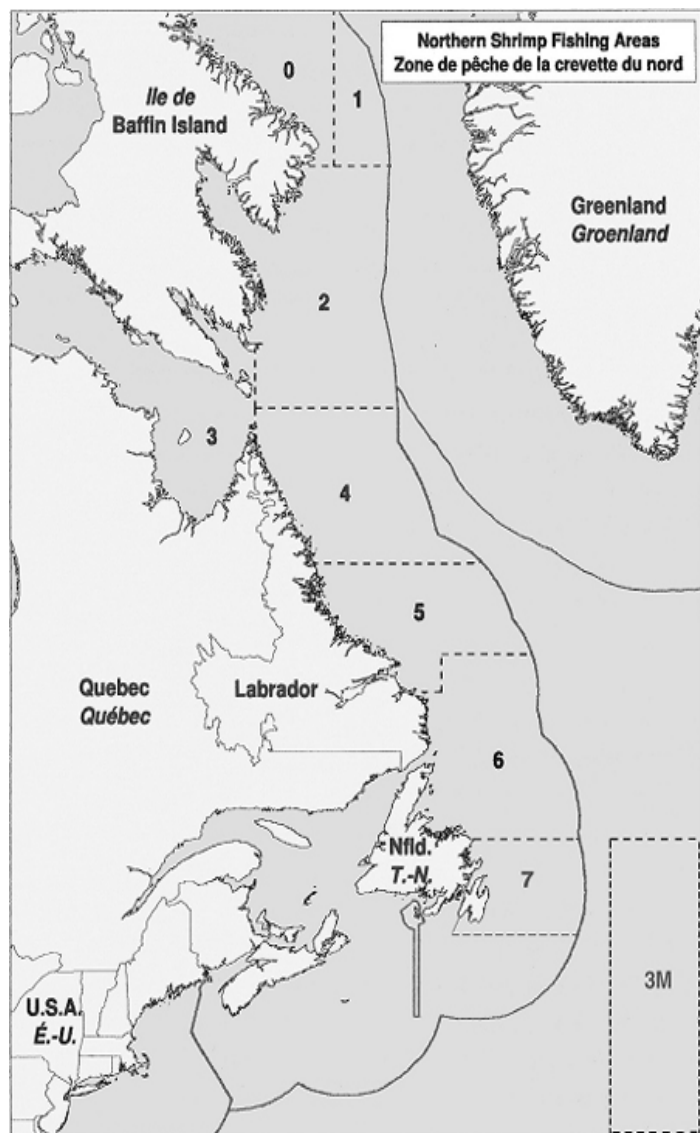 Northern Shrimp Fishing Areas
Zone de pêche de la crevette du nord
0
1
Ile de
Baffin Island
Greenland
Groenland
2
3
4
5
Quebec
Québec
Labrador
6
Nfld.
T.-N.
7
3M
U.S.A.
É.-U.